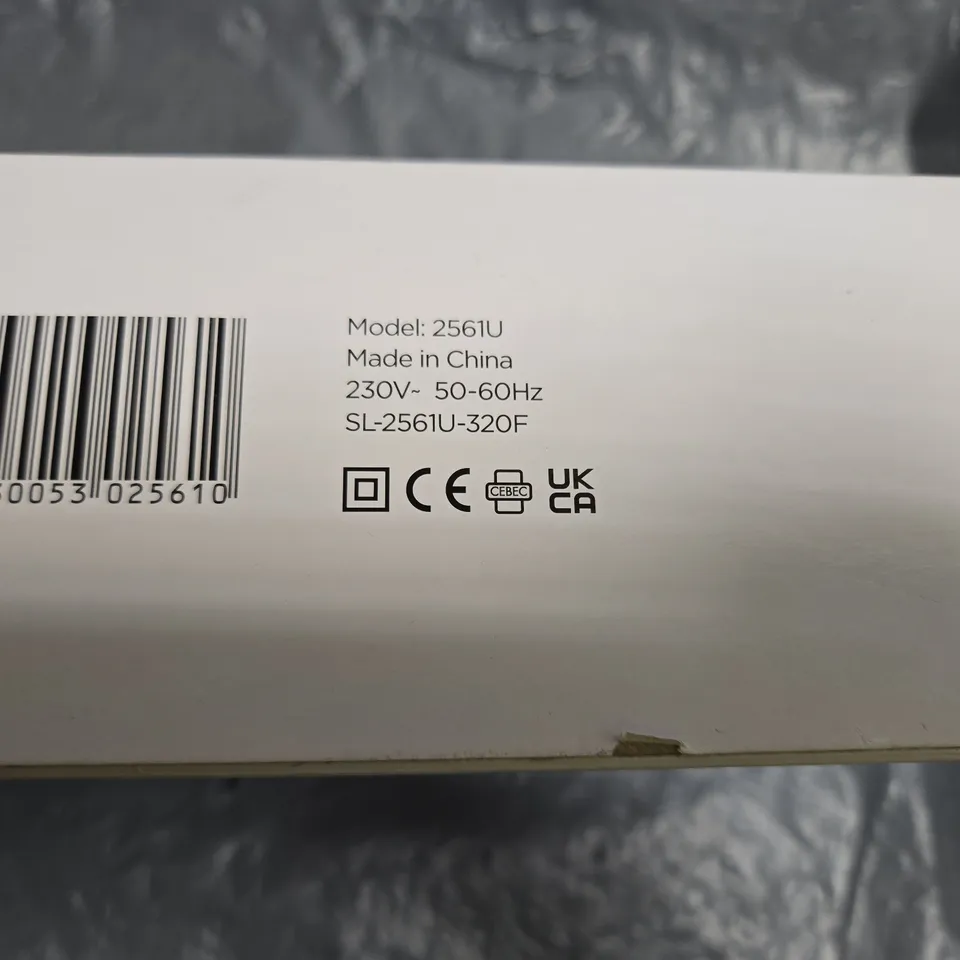 Model: 2561U
Made in China
230V~ 50-60Hz
SL-2561U-320F
0053 025610
CE CEBEC UK
CA